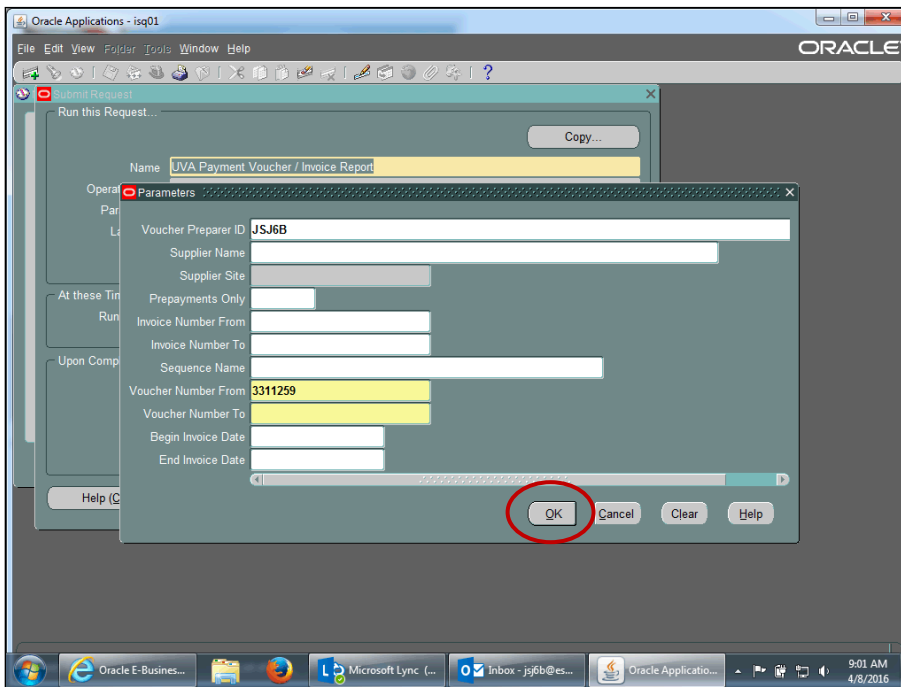 Oracle Applications - isq01
File Edit View Folder Tools Window Help
ORACLE
Submit Request
Run this Request...
Copy...
Name UVA Payment Voucher / Invoice Report
Operat
Parameters
Par
La
Voucher Preparer ID JSJ6B
Supplier Name
Supplier Site
At these Tim
Prepayments Only
Run
Invoice Number From
Invoice Number To
Upon Comp
Sequence Name
Voucher Number From 3311259
Voucher Number To
Begin Invoice Date
End Invoice Date
Help (C
OK Cancel Clear Help
Oracle E-Busines... Microsoft Lync (... Inbox - jsj6b@es... Oracle Applicatio... 9:01 AM
4/8/2016